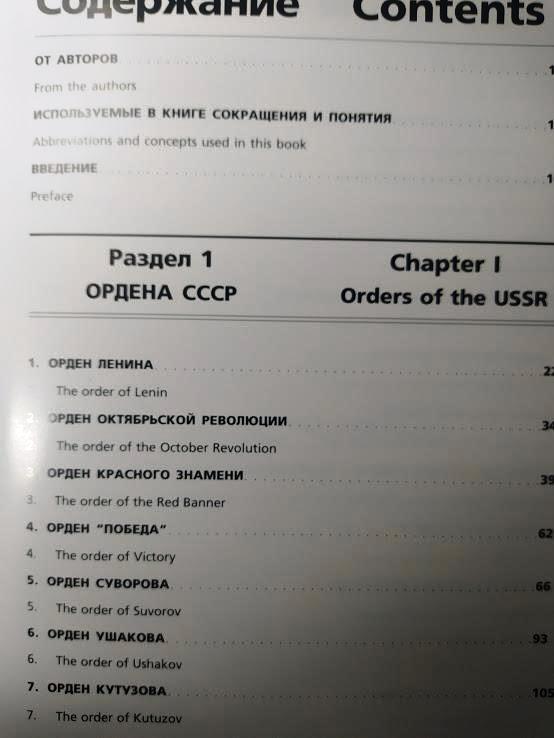 Содержание Contents
ОТ АВТОРОВ
From the authors
ИСПОЛЬЗУЕМЫЕ В КНИГЕ СОКРАЩЕНИЯ И ПОНЯТИЯ
Abbreviations and concepts used in this book
ВВЕДЕНИЕ
Preface
Раздел 1 Chapter I
ОРДЕНА СССР Orders of the USSR
1. ОРДЕН ЛЕНИНА 22
The order of Lenin
2. ОРДЕН ОКТЯБРЬСКОЙ РЕВОЛЮЦИИ 34
The order of the October Revolution
3. ОРДЕН КРАСНОГО ЗНАМЕНИ 39
3. The order of the Red Banner
4. ОРДЕН "ПОБЕДА" 62
4. The order of Victory
5. ОРДЕН СУВОРОВА 66
5. The order of Suvorov
6. ОРДЕН УШАКОВА 93
6. The order of Ushakov
7. ОРДЕН КУТУЗОВА 105
7. The order of Kutuzov